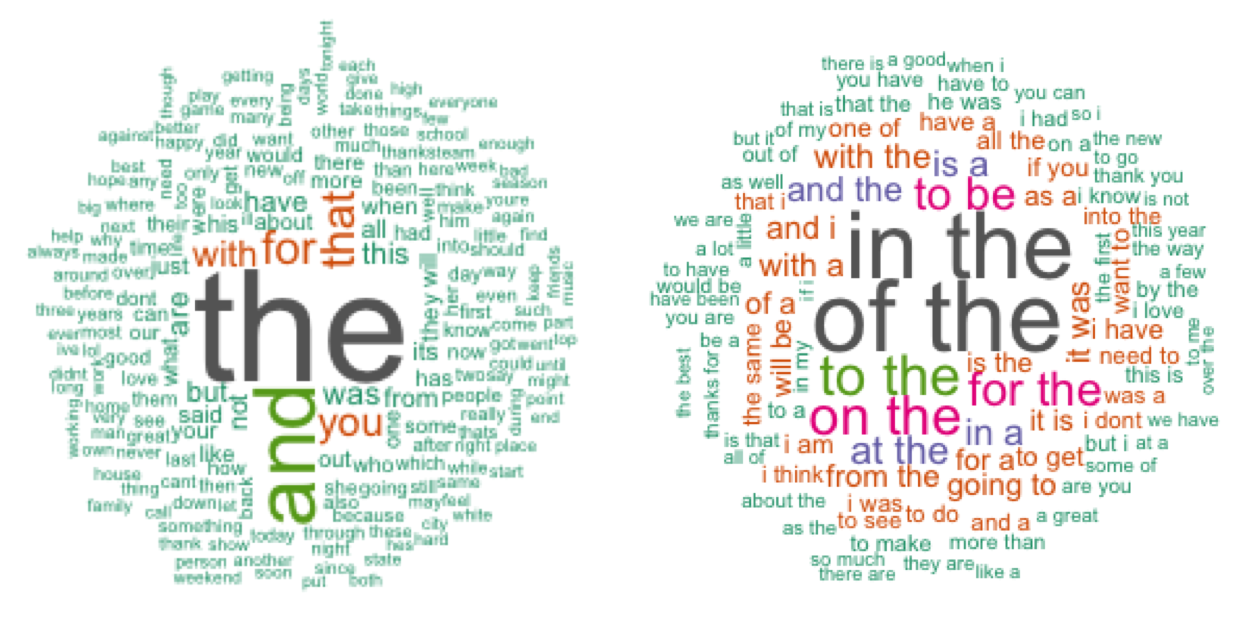 tonight
each
getting
days
world
give
though
done
high
play
every
being
take
things
everyone
game
many
few
against
better
happy
did
want
other
those
school
enough
year
would
much
thanks
team
best
only
get
new
off
there
than
here
week
bad
hope
any
need
too
were
look
more
been
think
season
big
where
have
when
well
make
youre
next
their
his
ill
about
that
all
had
him
again
help
why
time
life
with
for
this
into
little
find
always
made
just
should
around
over
they
will
her
day
way
keep
friends
music
before
dont
are
the
first
even
such
three
years
can
know
come
part
ever
most
our
its
now
got
went
top
ive
lol
good
what
could
until
didnt
long
work
love
but
has
two
say
might
them
not
and
was
from
people
point
home
said
you
one
really
during
end
working
very
see
your
some
thats
man
great
after
right
place
own
never
last
like
out
who
which
while
start
house
how
thing
cant
then
back
she
going
still
same
family
call
down
let
also
may
feel
something
because
city
white
thank
show
today
through
these
hes
hard
person
another
night
state
weekend
soon
since
put
both
there is
a good
when i
you have
have to
you can
that is
that the
he was
i had
so i
but it
of my
one of
have a
all the
on a
the new
out of
with the
is a
if you
to go
thank you
as well
and the
to be
as a
i know
is not
that i
we are
a little
and i
in the
into the
this year
a lot
the first
want to
the way
to have
with a
a few
would be
if i
by the
have been
of a
of the
it was
i love
you are
will be
i have
to me
be a
the same
in my
to the
is the
need to
over the
the best
thanks for
for the
this is
to a
on the
was a
it is
i dont
we have
is that
i am
in a
but i
at a
all of
at the
for a
to get
some of
i think
from the
going to
are you
about the
i was
as the
to see
to do
and a
a great
to make
more than
so much
they are
like a
there are